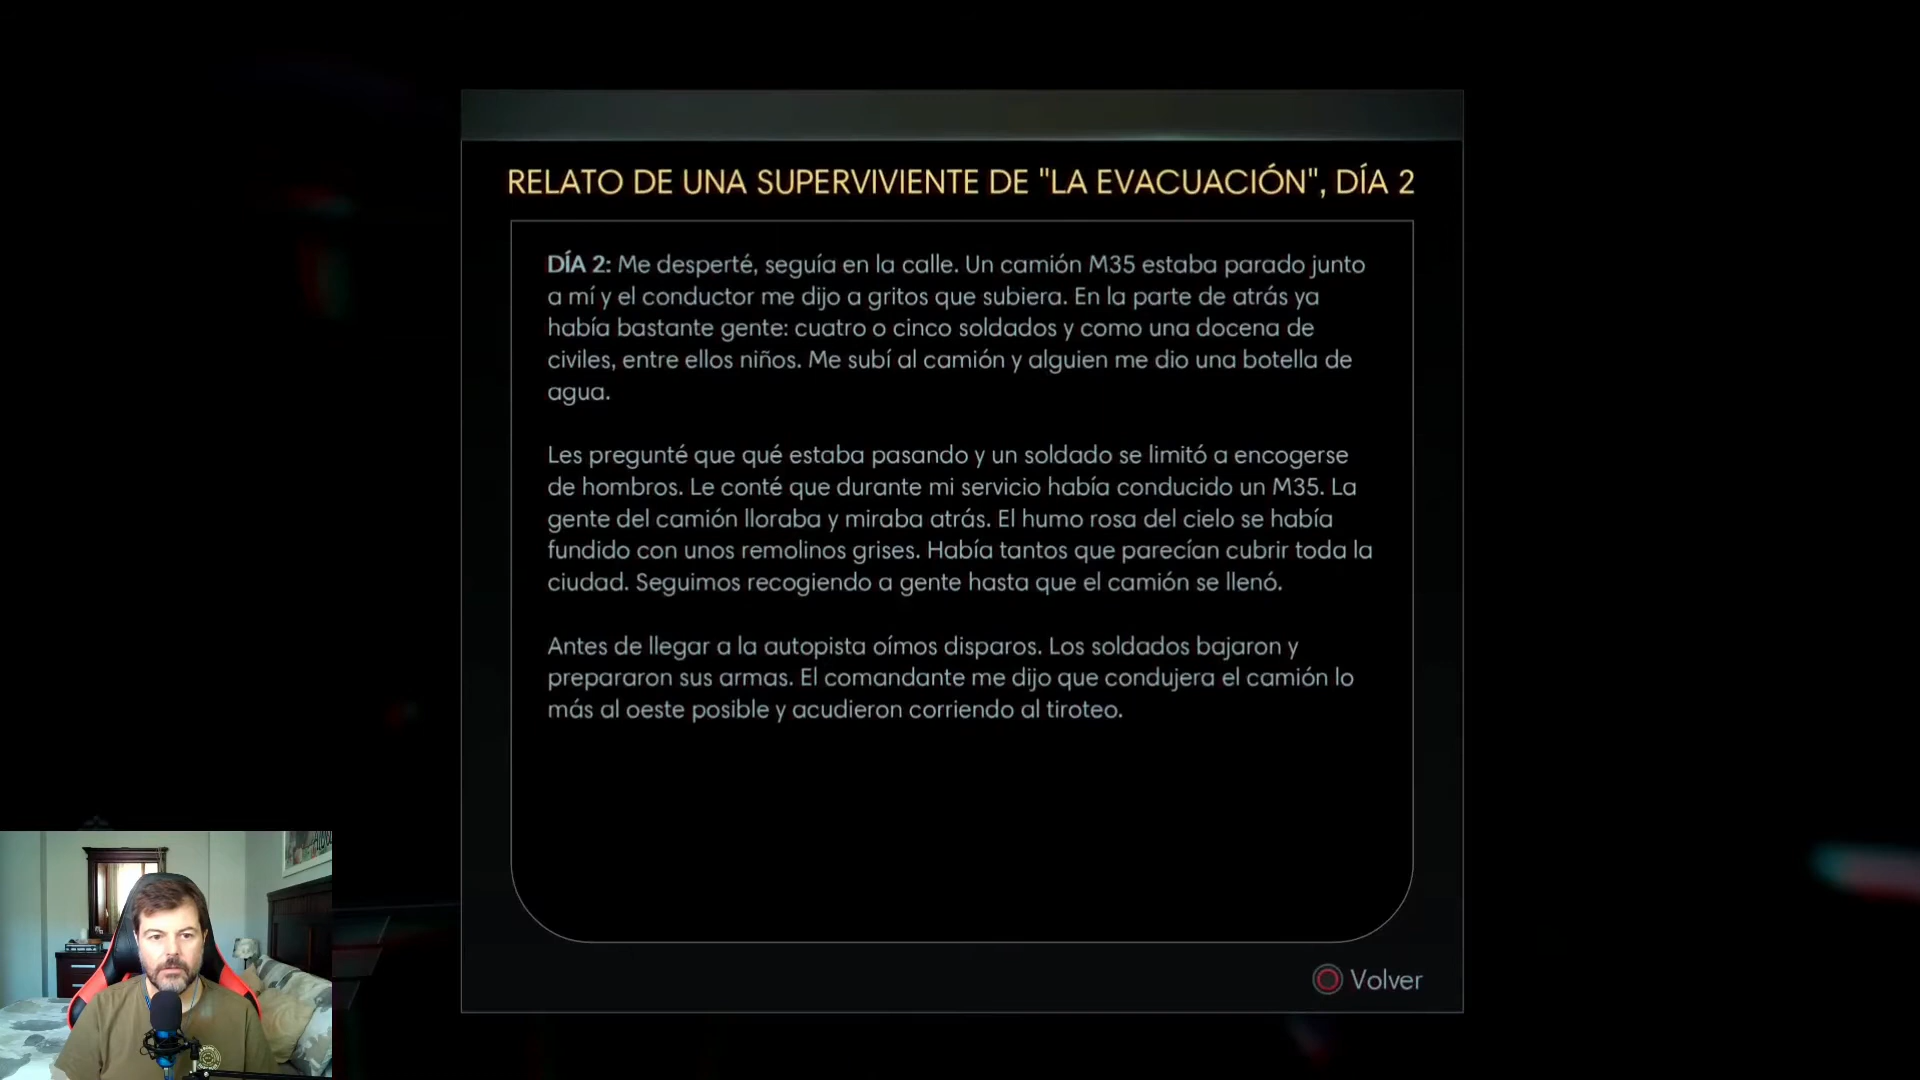 RELATO DE UNA SUPERVIVIENTE DE "LA EVACUACIÓN", DÍA 2
DÍA 2: Me desperté, seguía en la calle. Un camión M35 estaba parado junto
a mí y el conductor me dijo a gritos que subiera. En la parte de atrás ya
había bastante gente: cuatro o cinco soldados y como una docena de
civiles, entre ellos niños. Me subí al camión y alguien me dio una botella de
agua.
Les pregunté que qué estaba pasando y un soldado se limitó a encogerse
de hombros. Le conté que durante mi servicio había conducido un M35. La
gente del camión lloraba y miraba atrás. El humo rosa del cielo se había
fundido con unos remolinos grises. Había tantos que parecían cubrir toda la
ciudad. Seguimos recogiendo a gente hasta que el camión se llenó.
Antes de llegar a la autopista oímos disparos. Los soldados bajaron y
prepararon sus armas. El comandante me dijo que condujera el camión lo
más al oeste posible y acudieron corriendo al tiroteo.
Volver